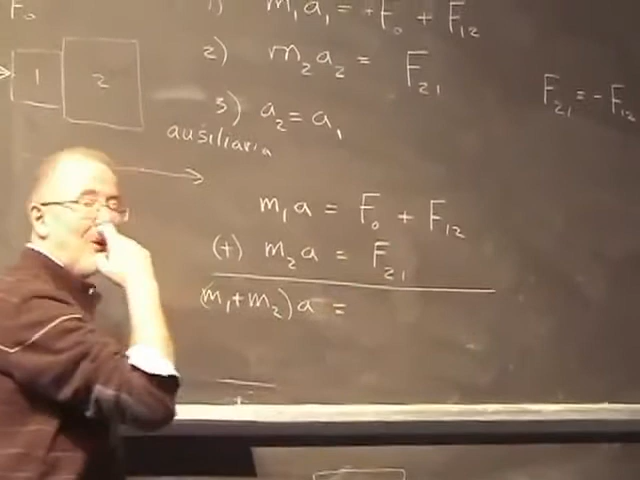 F₀
1) m₁a₁ = +F₀ + F₁₂
1 2
2) m₂a₂ = F₂₁
F₂₁ = -F₁₂
3) a₂ = a₁
ausiliaria
m₁a = F₀ + F₁₂
(+) m₂a = F₂₁
(m₁+m₂)a =